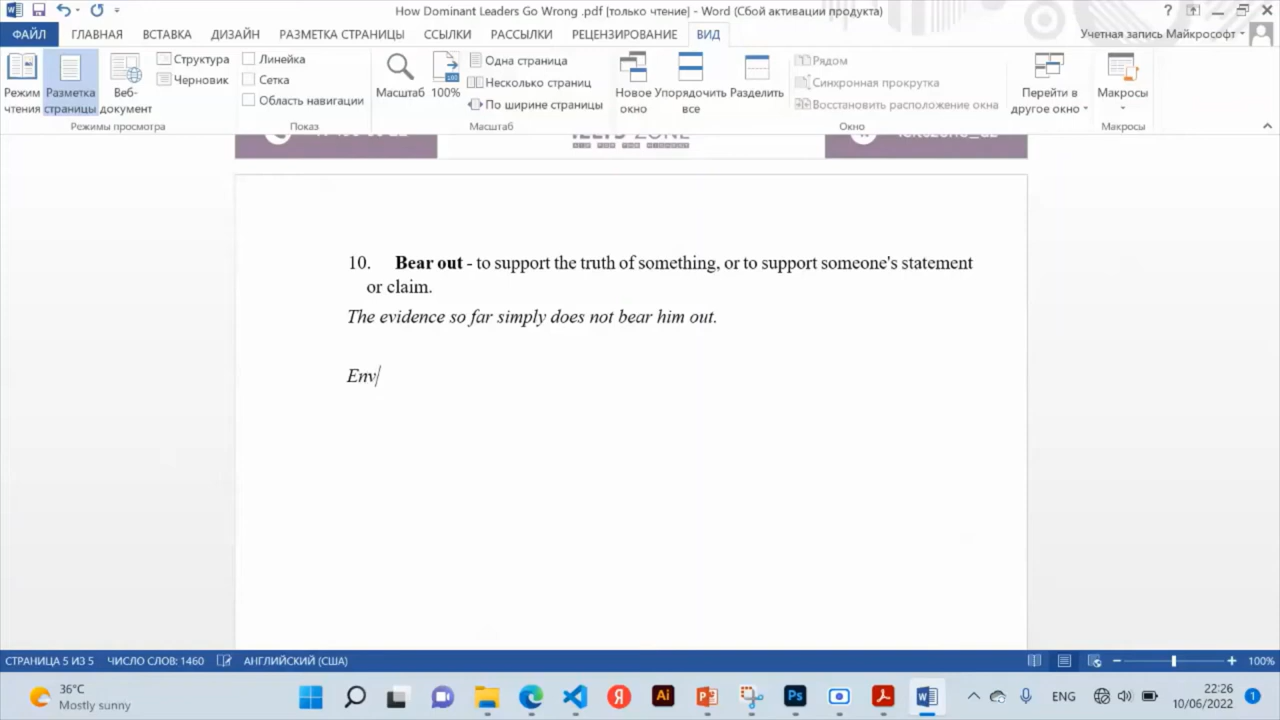 How Dominant Leaders Go Wrong .pdf [только чтение] - Word (Сбой активации продукта)
ФАЙЛ ГЛАВНАЯ ВСТАВКА ДИЗАЙН РАЗМЕТКА СТРАНИЦЫ ССЫЛКИ РАССЫЛКИ РЕЦЕНЗИРОВАНИЕ ВИД Учетная запись Майкрософт
Режим чтения
Разметка страницы
Веб-документ
Структура
Черновик
Режимы просмотра
Линейка
Сетка
Область навигации
Показ
Масштаб
100%
Одна страница
Несколько страниц
По ширине страницы
Масштаб
Новое окно
Упорядочить все
Разделить
Рядом
Синхронная прокрутка
Восстановить расположение окна
Перейти в другое окно
Окно
Макросы
Макросы
10. Bear out - to support the truth of something, or to support someone's statement
or claim.
The evidence so far simply does not bear him out.
Env
СТРАНИЦА 5 ИЗ 5 ЧИСЛО СЛОВ: 1460 АНГЛИЙСКИЙ (США) 100%
36°C
Mostly sunny
Я Ai Ps
ENG
22:26
10/06/2022
1